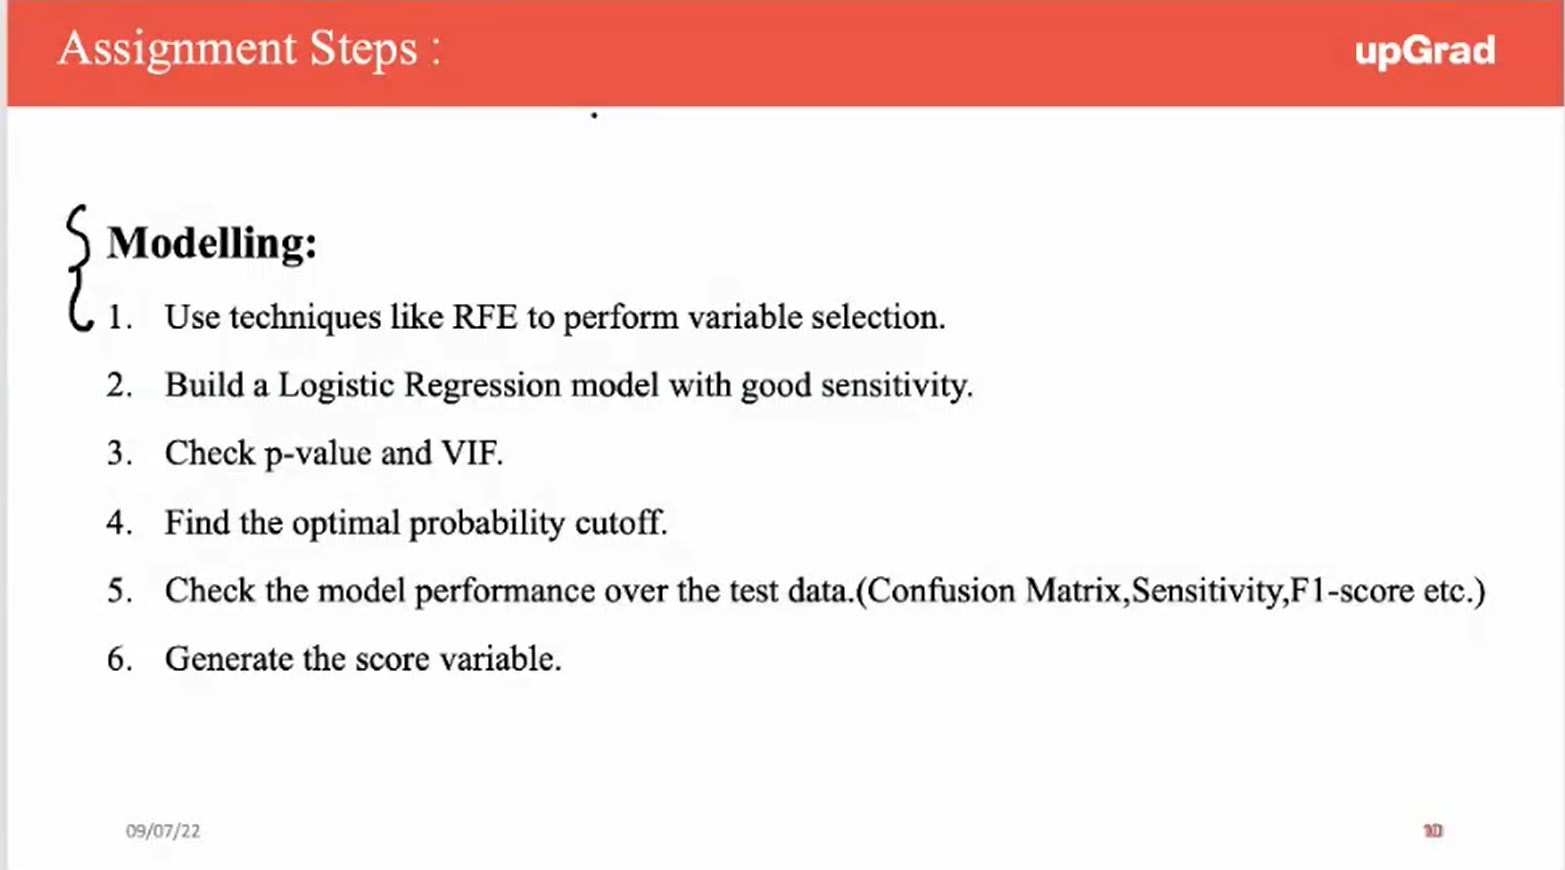 Assignment Steps :
upGrad
Modelling:
1. Use techniques like RFE to perform variable selection.
2. Build a Logistic Regression model with good sensitivity.
3. Check p-value and VIF.
4. Find the optimal probability cutoff.
5. Check the model performance over the test data.(Confusion Matrix,Sensitivity,F1-score etc.)
6. Generate the score variable.
09/07/22